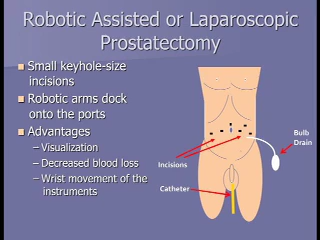 Robotic Assisted or Laparoscopic
Prostatectomy
Small keyhole-size
incisions
Robotic arms dock
onto the ports
Advantages
– Visualization
– Decreased blood loss
– Wrist movement of the
instruments
Bulb
Drain
Incisions
Catheter